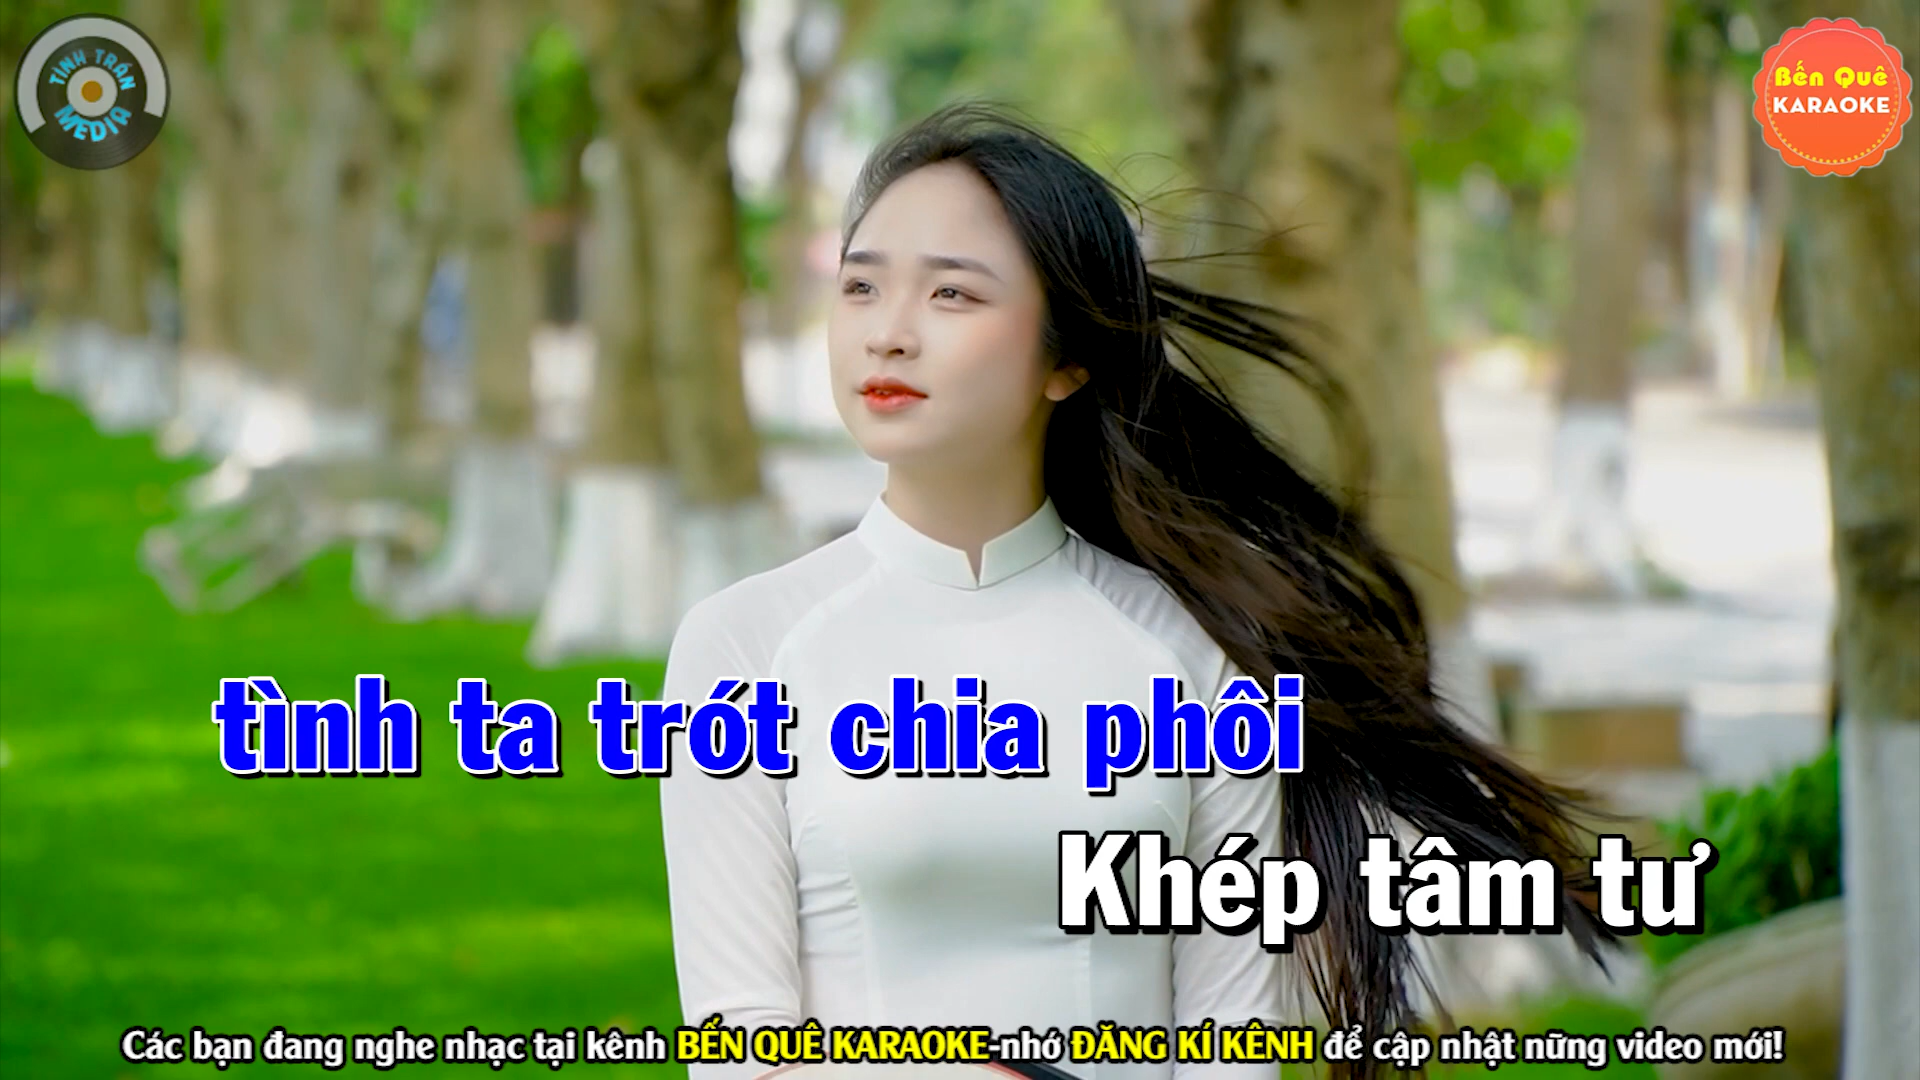 TÌNH TRẦN
MEDIA
Bến Quê
KARAOKE
tình ta trót chia phôi
Khép tâm tư
Các bạn đang nghe nhạc tại kênh BẾN QUÊ KARAOKE-nhớ ĐĂNG KÍ KÊNH để cập nhật nững video mới!